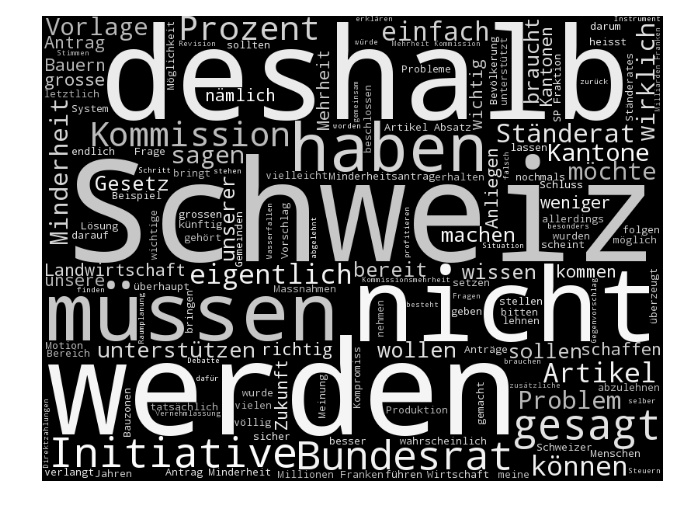 erklären
Instrument
Vorlage
Prozent
einfach
darum
Stimmen
Revision
sollten
würde
Mehrheit Kommission
heisst
Antrag
Möglichkeit
deshalb
Bauern
Probleme
Bevölkerung
unterstützt
braucht
Kantonen
SP Fraktion
Ständerates
wirklich
Milliarden Franken
grosse
letztlich
nämlich
Mehrheit
worden
gemeinsam
beschlossen
Wichtig
zurück
System
Minderheit
Kommission
haben
Artikel Absatz
Ständerat
endlich
Frage
sagen
lassen
Kantone
falsch
nochmals
Schritt
bringt
stehen
vielleicht
Minderheitsantrag
erhalten
Anliegen
Schluss
möchte
Gesetz
Beispiel
unserer
Gemeinden
Wasserfallen
Vorschlag
abgelehnt
profitieren
weniger
Schweiz
Lösung
darauf
wichtige
grossen
künftig
gehört
machen
Situation
allerdings
besonders
wurden
scheint
folgen
möglich
Landwirtschaft
eigentlich
bereit
wissen
kommen
Kommissionsmehrheit
unsere
finden
überhaupt
Massnahmen
setzen
überzeugt
müssen
nicht
Raumplanung
bringen
besteht
Fragen
nehmen
geben
stellen
bitten
lehnen
Gegenvorschlag
Motion
Bereich
unterstützen
Debatte
dafür
richtig
wollen
Anträge
brauchen
sollen
schaffen
werden
Zukunft
Meinung
Kompromiss
zusätzliche
Artikel
abzulehnen
Bauzonen
tatsächlich
Vernehmlassung
wurde
vielen
völlig
sicher
Produktion
gemacht
Problem
selber
gesagt
Direktzahlungen
Initiative
Bundesrat
besser
wahrscheinlich
Schweizer
Menschen
können
Steuern
verlangt
Jahren
Antrag Minderheit
Millionen Franken
führen
Wirtschaft
meine